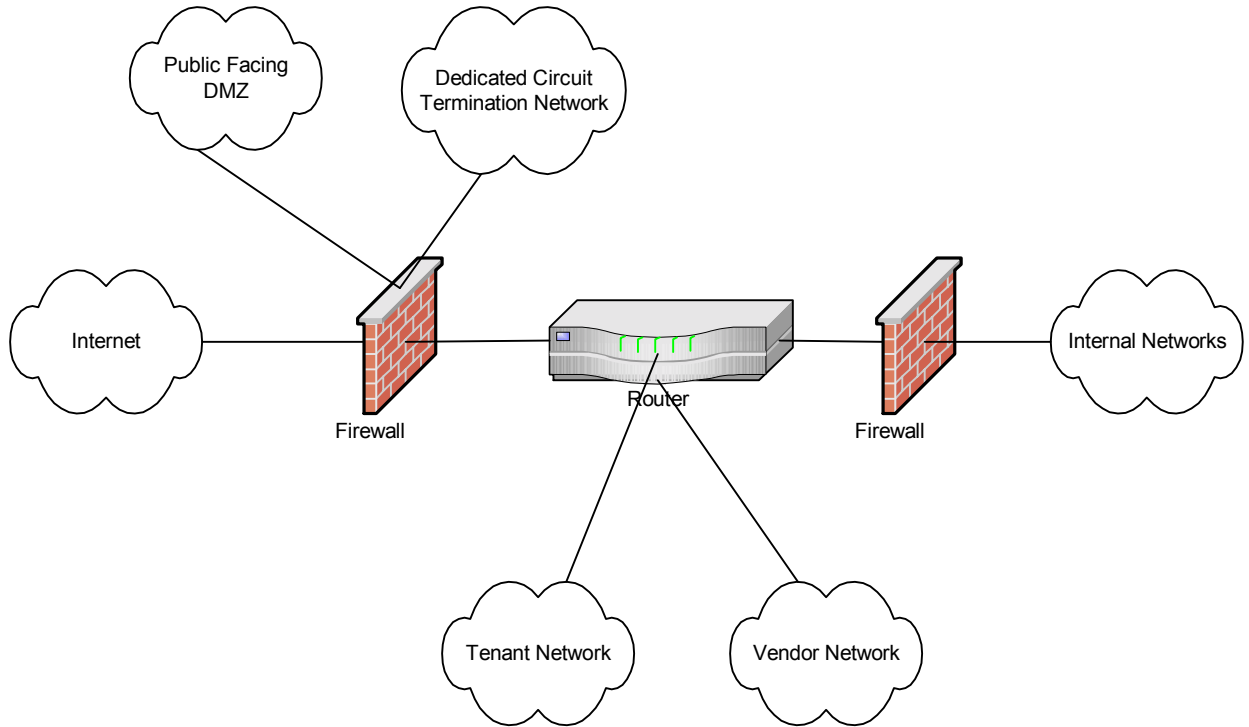 Public Facing
DMZ
Dedicated Circuit
Termination Network
Internet
Internal Networks
Router
Firewall
Firewall
Tenant Network
Vendor Network